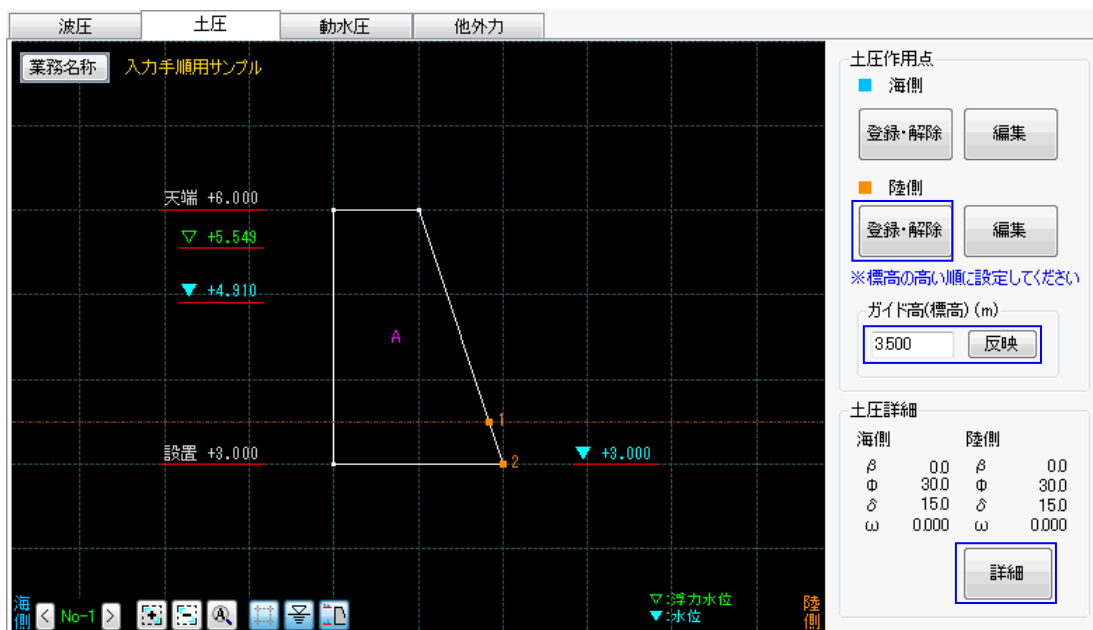 波圧
土圧
動水圧
他外力
業務名称 入力手順用サンプル
天端 +6.000
▽ +5.549
▼ +4.910
A
1
設置 +3.000
2
▼ +3.000
海側
< No-1 >
▽:浮力水位
▼:水位
陸側
土圧作用点
海側
登録・解除 編集
陸側
登録・解除 編集
※標高の高い順に設定してください
ガイド高(標高) (m)
3.500 反映
土圧詳細
海側 陸側
β 0.0 β 0.0
Φ 30.0 Φ 30.0
δ 15.0 δ 15.0
ω 0.000 ω 0.000
詳細